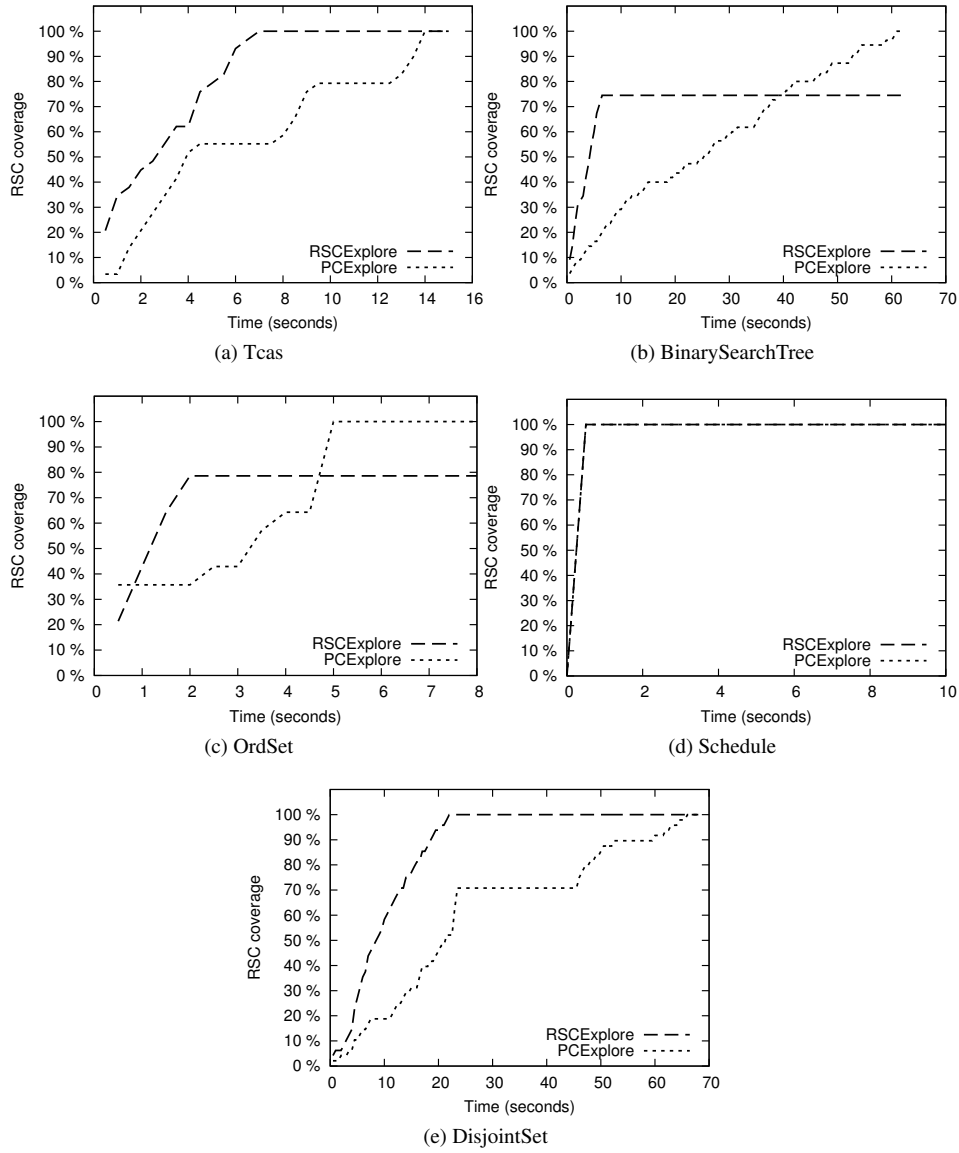 100 %
90 %
80 %
70 %
60 %
50 %
40 %
30 %
20 %
10 %
0 %
RSC coverage
RSCExplore
PCExplore
0 2 4 6 8 10 12 14 16
Time (seconds)
(a) Tcas
100 %
90 %
80 %
70 %
60 %
50 %
40 %
30 %
20 %
10 %
0 %
RSC coverage
RSCExplore
PCExplore
0 10 20 30 40 50 60 70
Time (seconds)
(b) BinarySearchTree
100 %
90 %
80 %
70 %
60 %
50 %
40 %
30 %
20 %
10 %
0 %
RSC coverage
RSCExplore
PCExplore
0 1 2 3 4 5 6 7 8
Time (seconds)
(c) OrdSet
100 %
90 %
80 %
70 %
60 %
50 %
40 %
30 %
20 %
10 %
0 %
RSC coverage
RSCExplore
PCExplore
0 2 4 6 8 10
Time (seconds)
(d) Schedule
100 %
90 %
80 %
70 %
60 %
50 %
40 %
30 %
20 %
10 %
0 %
RSC coverage
RSCExplore
PCExplore
0 10 20 30 40 50 60 70
Time (seconds)
(e) DisjointSet